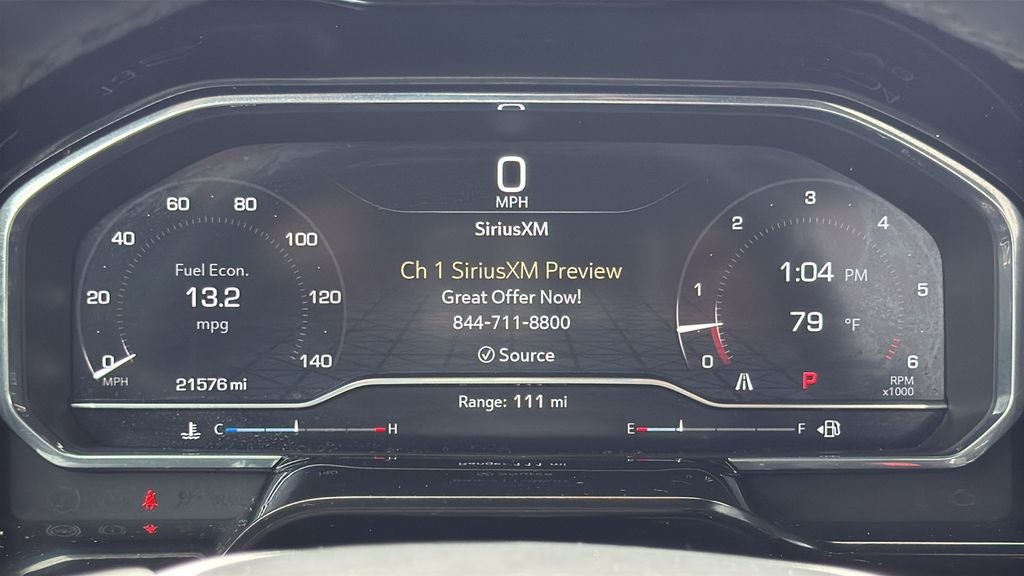 0
MPH
SiriusXM
Ch 1 SiriusXM Preview
Great Offer Now!
844-711-8800
Source
60 80
40 100
20 120
0 140
MPH
Fuel Econ.
13.2
mpg
21576 mi
3
2 4
1 5
0 6
1:04 PM
79 °F
P
RPM
x1000
Range: 111 mi
C H
E F